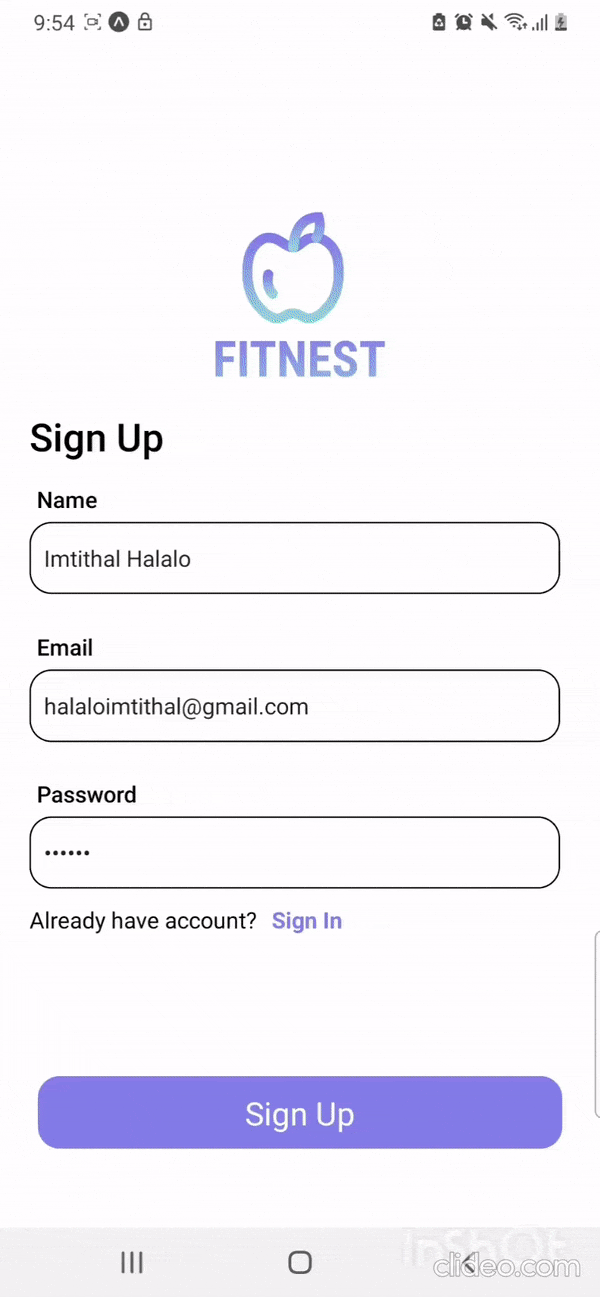 9:54
FITNEST
Sign Up
Name
Imtithal Halalo
Email
halaloimtithal@gmail.com
Password
••••••
Already have account? Sign In
Sign Up
InShOt
clideo.com